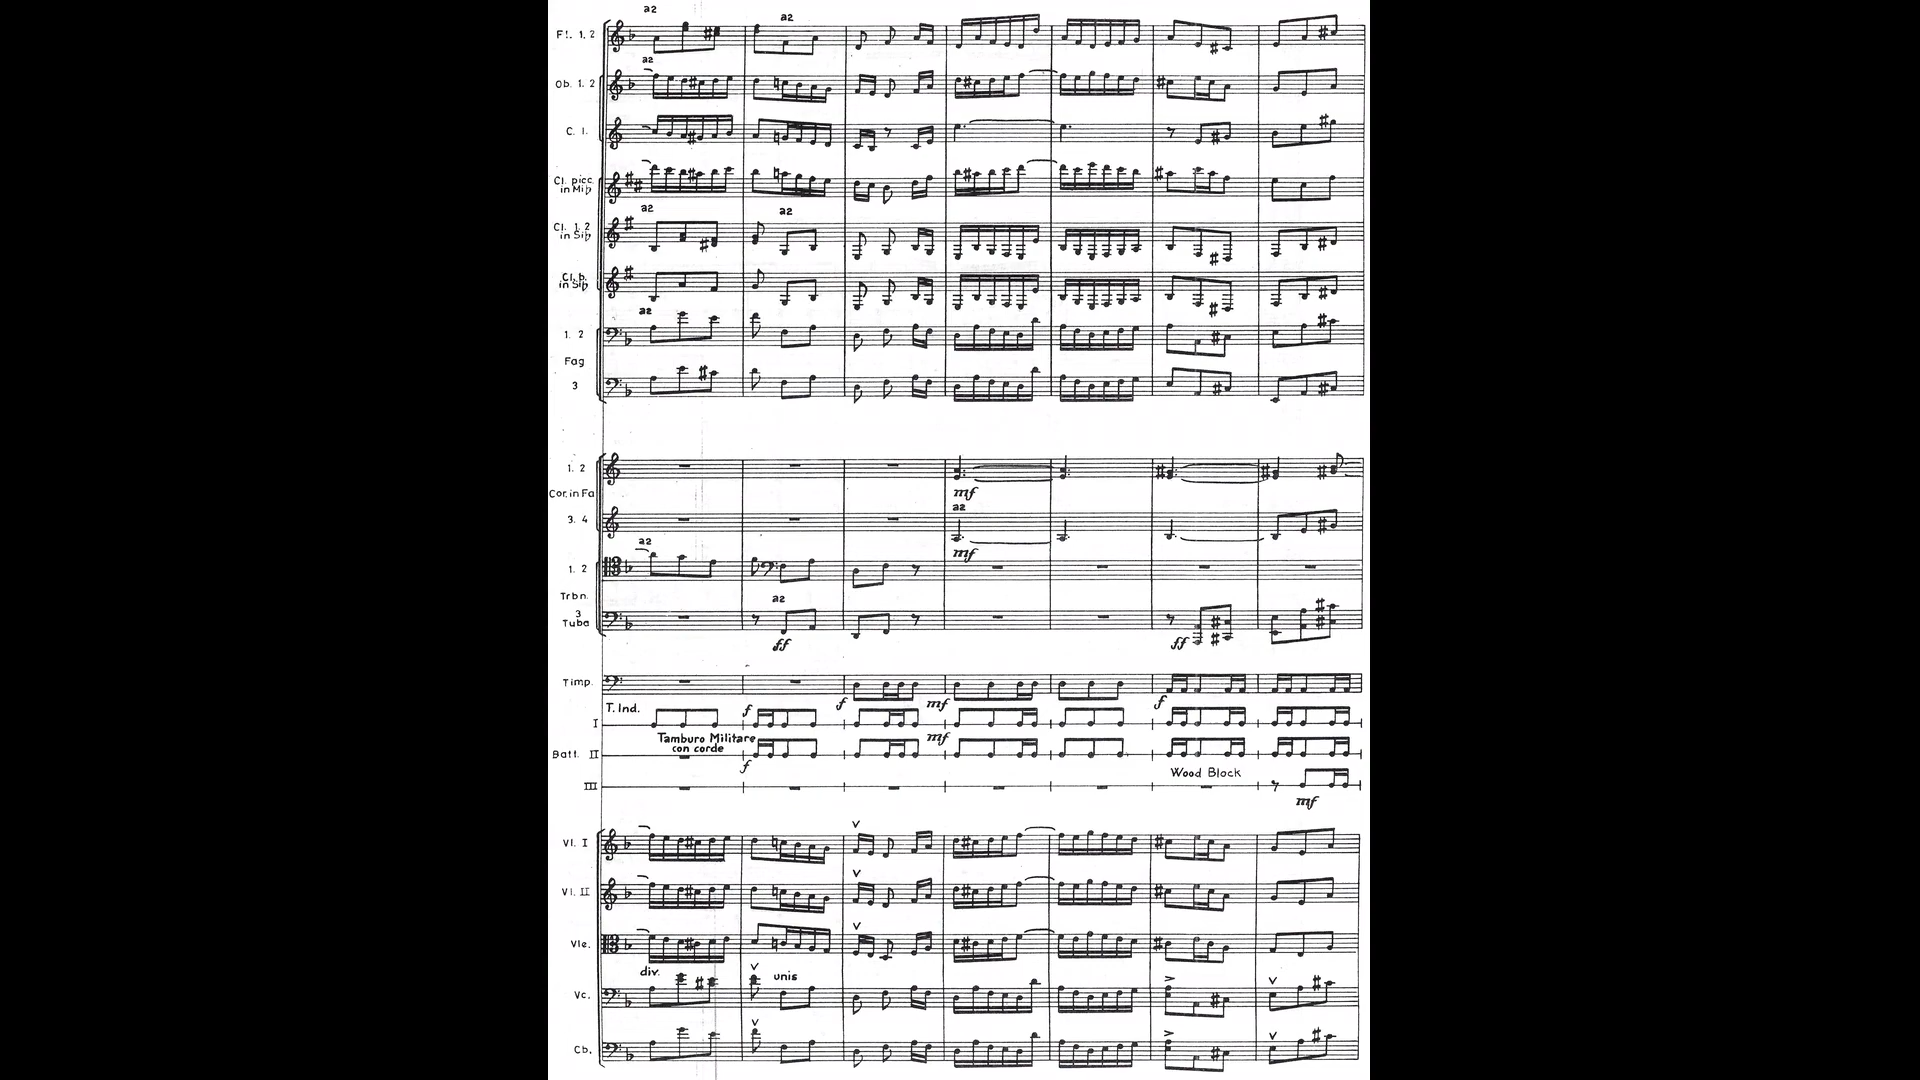 a2
a2
Fl. 1. 2
a2
Ob. 1. 2
C. I.
Cl. picc.
in Mib
a2
a2
Cl. 1. 2
in Sib
Cl. b.
in Sib
a2
1. 2
Fag
3
1. 2
Cor. in Fa
mf
a2
3. 4
a2
mf
1. 2
Trbn.
a2
3
Tuba
ff
ff
Timp.
f
mf
f
T. Ind.
f
I
mf
Tamburo Militare
con corde
Batt. II
f
Wood Block
III
mf
Vl. I
Vl. II
Vle.
div.
unis
Vc.
Cb.